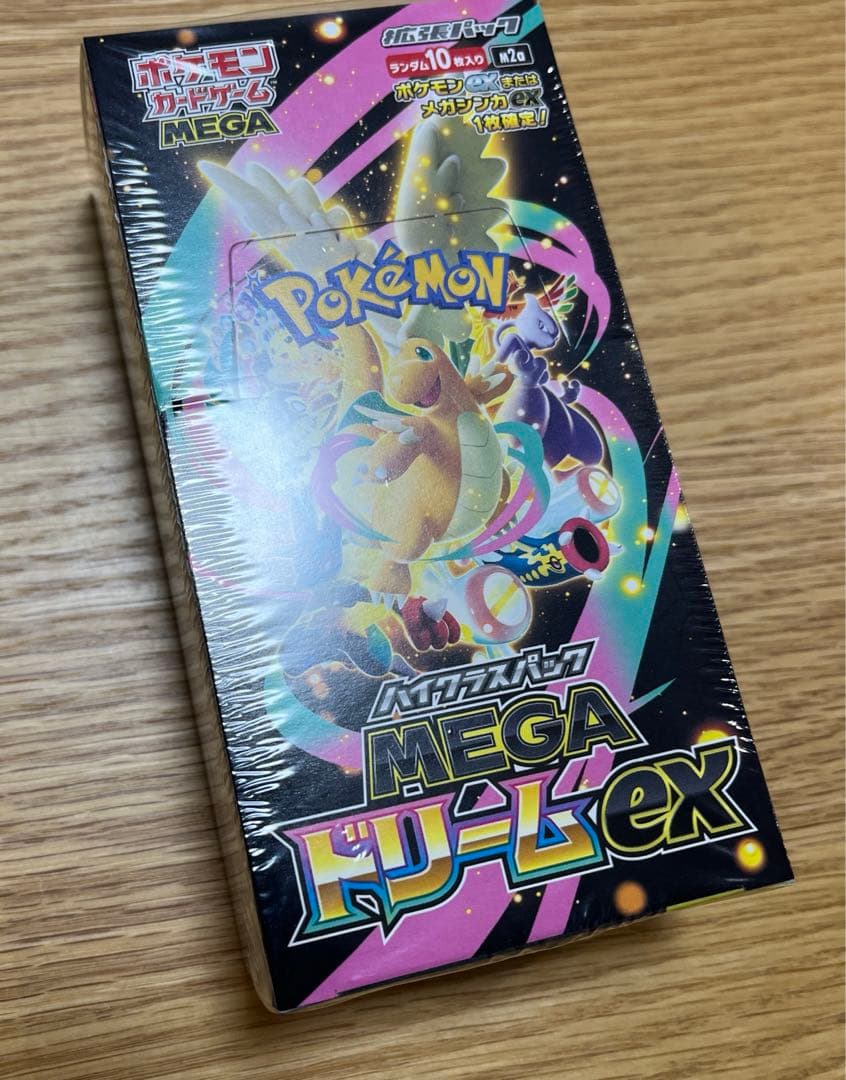 ポケモン
カードゲーム
MEGA
拡張パック
ランダム10枚入り M2a
ポケモンexまたは
メガシンカex
1枚確定!
POKéMON
ハイクラスパック
MEGA
ドリームex